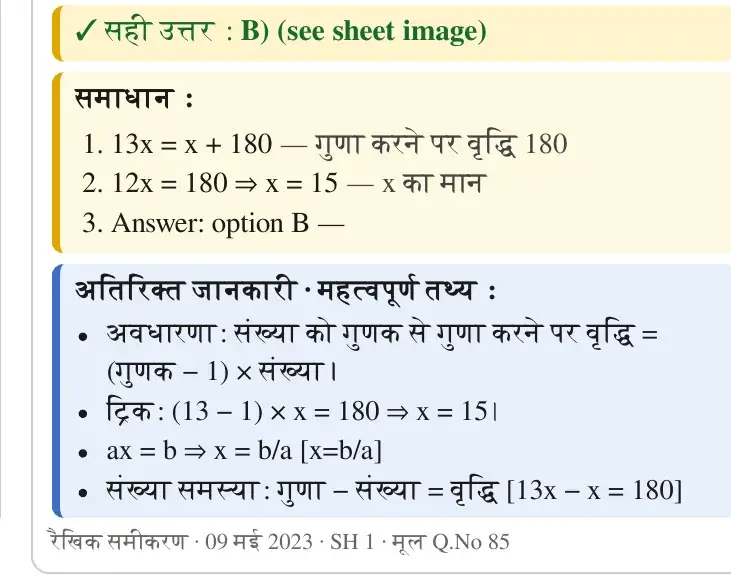 ✓ सही उत्तर : B) (see sheet image)
समाधान :
1. 13x = x + 180 — गुणा करने पर वृद्धि 180
2. 12x = 180 ⇒ x = 15 — x का मान
3. Answer: option B —
अतिरिक्त जानकारी · महत्वपूर्ण तथ्य :
• अवधारणा : संख्या को गुणक से गुणा करने पर वृद्धि =
(गुणक − 1) × संख्या ।
• ट्रिक : (13 − 1) × x = 180 ⇒ x = 15।
• ax = b ⇒ x = b/a [x=b/a]
• संख्या समस्या : गुणा − संख्या = वृद्धि [13x − x = 180]
रैखिक समीकरण · 09 मई 2023 · SH 1 · मूल Q.No 85